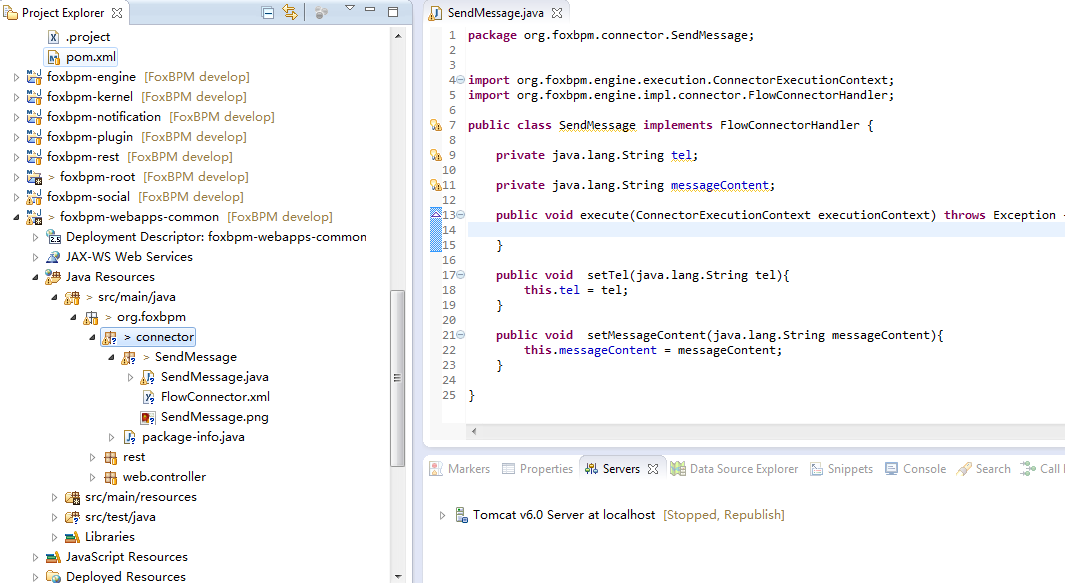 Project Explorer
.project
pom.xml
foxbpm-engine [FoxBPM develop]
foxbpm-kernel [FoxBPM develop]
foxbpm-notification [FoxBPM develop]
foxbpm-plugin [FoxBPM develop]
foxbpm-rest [FoxBPM develop]
> foxbpm-root [FoxBPM develop]
foxbpm-social [FoxBPM develop]
> foxbpm-webapps-common [FoxBPM develop]
Deployment Descriptor: foxbpm-webapps-common
JAX-WS Web Services
Java Resources
> src/main/java
> org.foxbpm
> connector
> SendMessage
SendMessage.java
FlowConnector.xml
SendMessage.png
package-info.java
rest
web.controller
src/main/resources
src/test/java
Libraries
JavaScript Resources
Deployed Resources
SendMessage.java
1 package org.foxbpm.connector.SendMessage;
2
3
4 import org.foxbpm.engine.execution.ConnectorExecutionContext;
5 import org.foxbpm.engine.impl.connector.FlowConnectorHandler;
6
7 public class SendMessage implements FlowConnectorHandler {
8
9 private java.lang.String tel;
10
11 private java.lang.String messageContent;
12
13 public void execute(ConnectorExecutionContext executionContext) throws Exception {
14
15 }
16
17 public void  setTel(java.lang.String tel){
18 this.tel = tel;
19 }
20
21 public void  setMessageContent(java.lang.String messageContent){
22 this.messageContent = messageContent;
23 }
24
25 }
Markers Properties Servers Data Source Explorer Snippets Console Search Call
Tomcat v6.0 Server at localhost [Stopped, Republish]